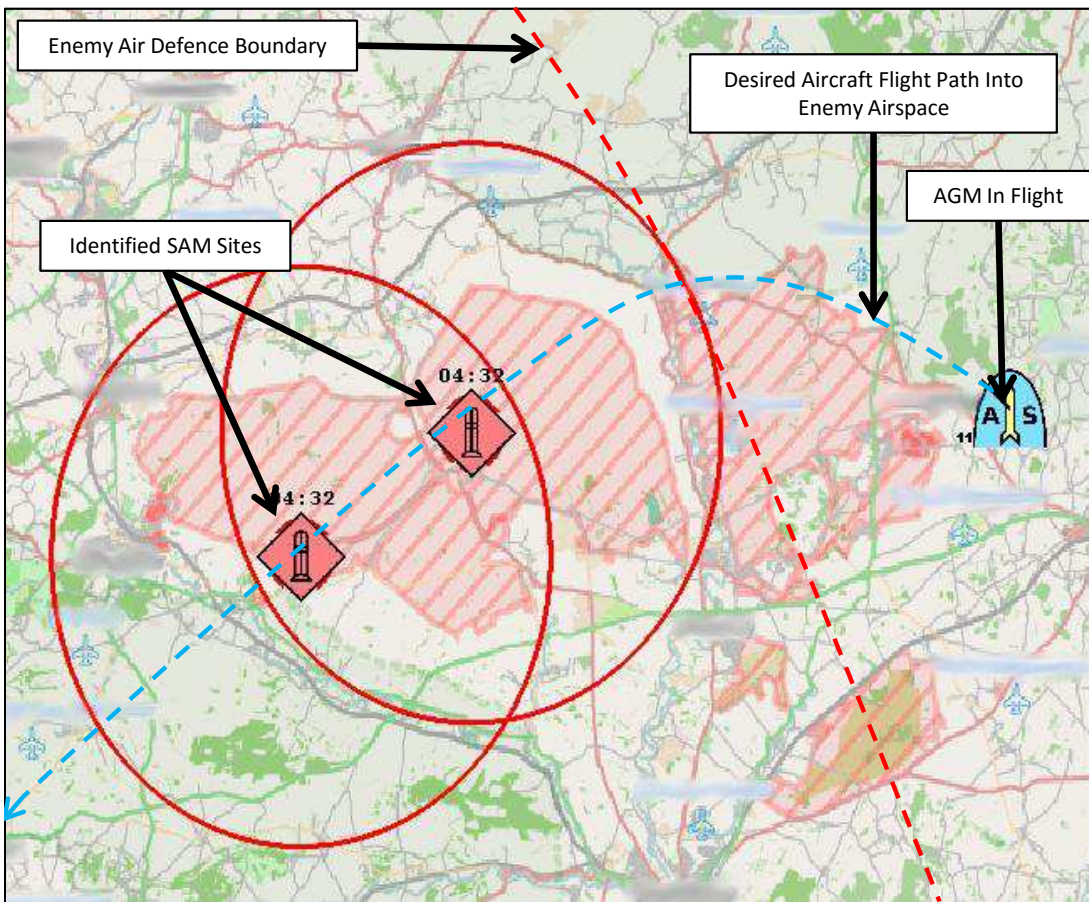 Enemy Air Defence Boundary
Desired Aircraft Flight Path Into
Enemy Airspace
AGM In Flight
Identified SAM Sites
04:32
A S
11
04:32